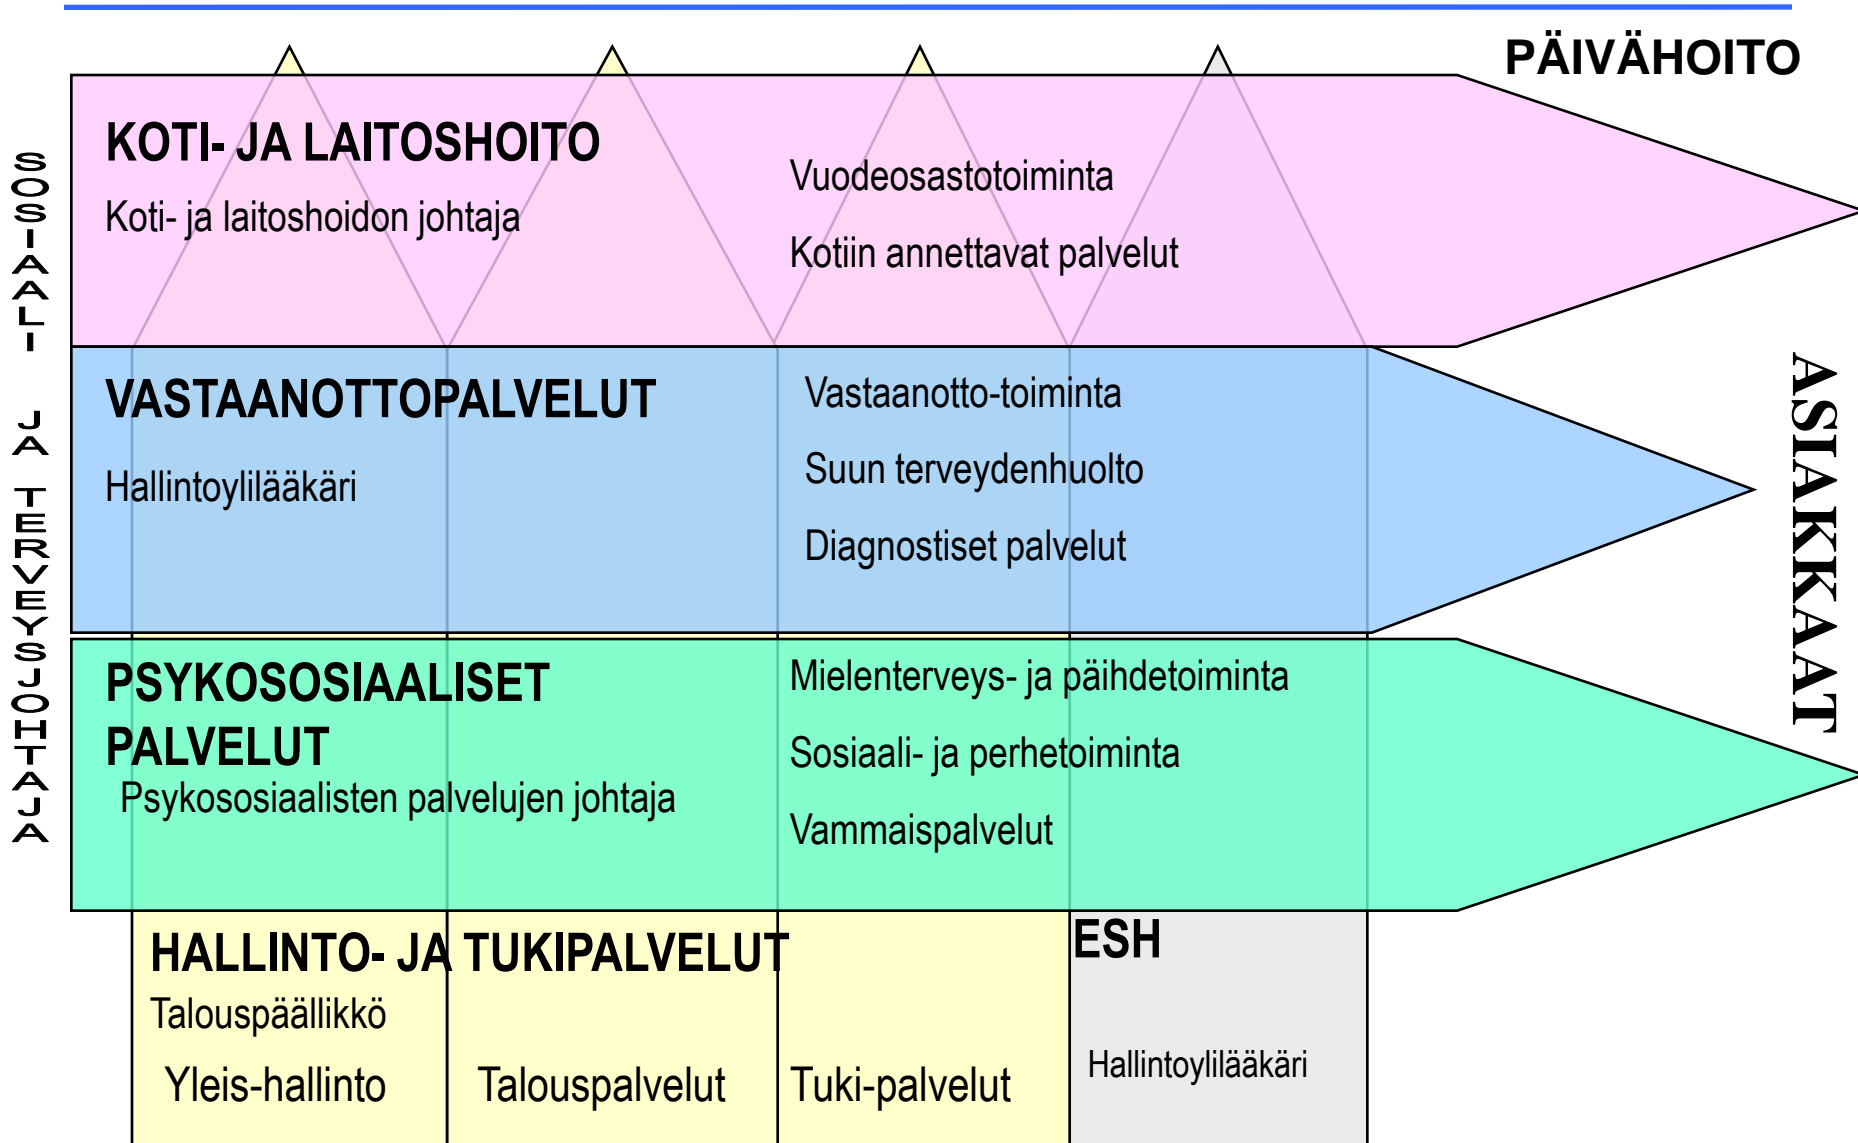 PÄIVÄHOITO
SOSIAALI JA TERVEYSJOHTAJA
KOTI- JA LAITOSHOITO
Koti- ja laitoshoidon johtaja
Vuodeosastotoiminta
Kotiin annettavat palvelut
VASTAANOTTOPALVELUT
Hallintoylilääkäri
Vastaanotto-toiminta
Suun terveydenhuolto
Diagnostiset palvelut
ASIAKKAAT
PSYKOSOSIAALISET
PALVELUT
Psykososiaalisten palvelujen johtaja
Mielenterveys- ja päihdetoiminta
Sosiaali- ja perhetoiminta
Vammaispalvelut
HALLINTO- JA TUKIPALVELUT
Talouspäällikkö
Yleis-hallinto
Talouspalvelut
Tuki-palvelut
ESH
Hallintoylilääkäri